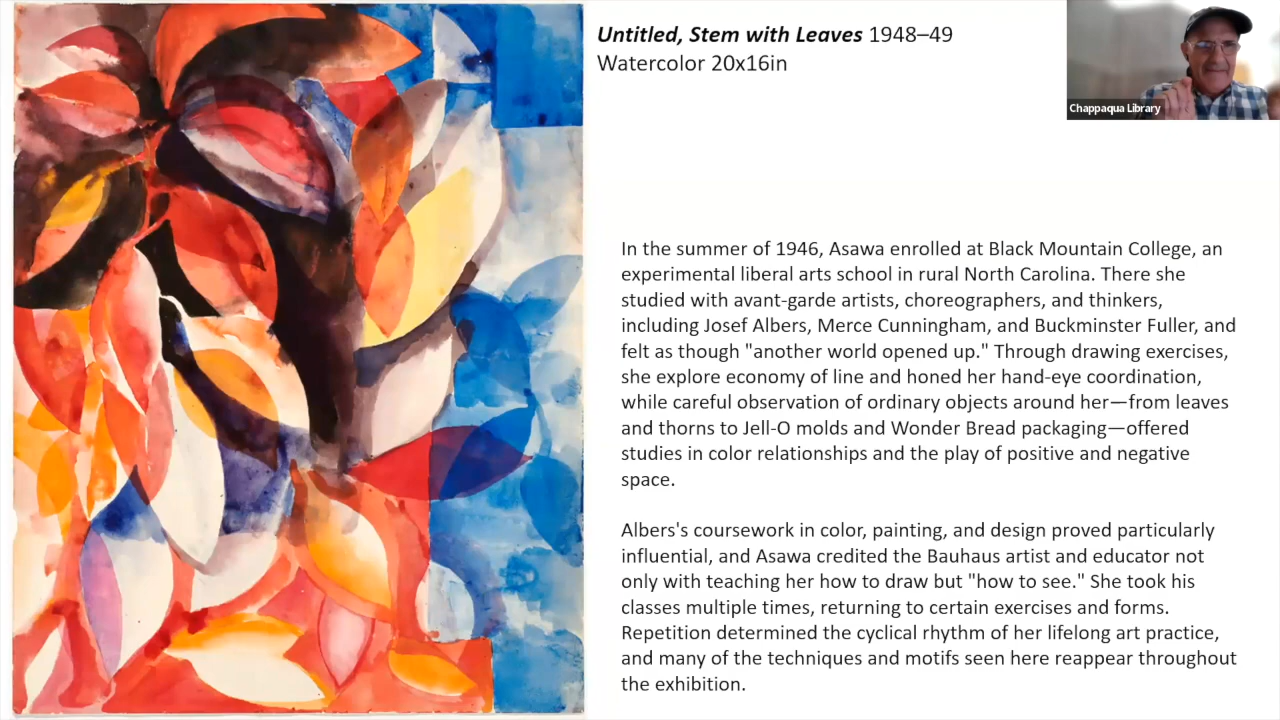 Untitled, Stem with Leaves 1948–49
Watercolor 20x16in
Chappaqua Library
In the summer of 1946, Asawa enrolled at Black Mountain College, an
experimental liberal arts school in rural North Carolina. There she
studied with avant-garde artists, choreographers, and thinkers,
including Josef Albers, Merce Cunningham, and Buckminster Fuller, and
felt as though "another world opened up." Through drawing exercises,
she explore economy of line and honed her hand-eye coordination,
while careful observation of ordinary objects around her—from leaves
and thorns to Jell-O molds and Wonder Bread packaging—offered
studies in color relationships and the play of positive and negative
space.
Albers's coursework in color, painting, and design proved particularly
influential, and Asawa credited the Bauhaus artist and educator not
only with teaching her how to draw but "how to see." She took his
classes multiple times, returning to certain exercises and forms.
Repetition determined the cyclical rhythm of her lifelong art practice,
and many of the techniques and motifs seen here reappear throughout
the exhibition.